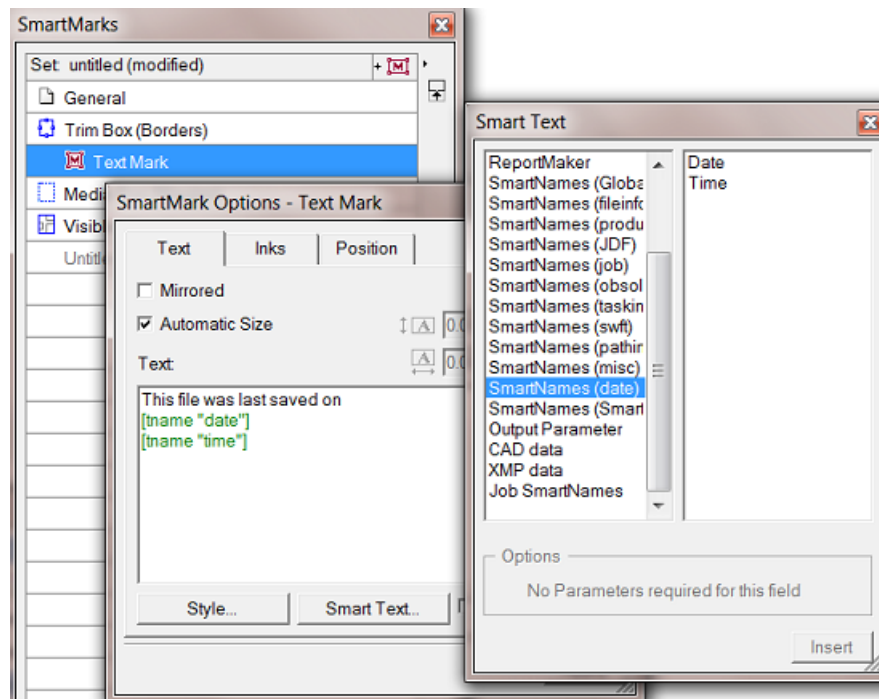 SmartMarks
Set: untitled (modified)
General
Trim Box (Borders)
Text Mark
Visib
SmartMark Options - Text Mark
Text
Inks
Position
Mirrored
Automatic Size
Text:
This file was last saved on
[tname "date"]
[tname "time"]
Style...
Smart Text...
Smart Text
ReportMaker
SmartNames (Globa
SmartNames (fileinfo
SmartNames (produ
SmartNames (JDF)
SmartNames (job)
SmartNames (obsol
SmartNames (taskin
SmartNames (swft)
SmartNames (pathin
SmartNames (misc)
SmartNames (date)
SmartNames (Smart
Output Parameter
CAD data
XMP data
Job SmartNames
Date
Time
Options
No Parameters required for this field
Insert